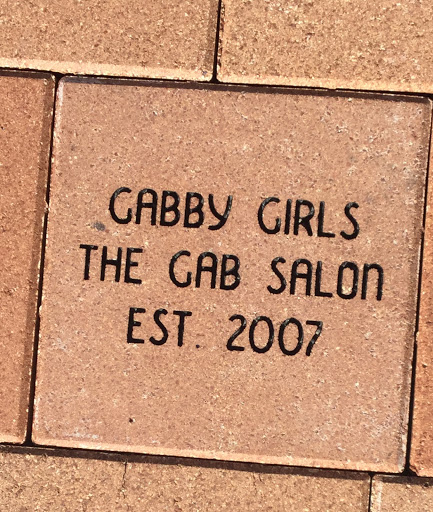 GABBY GIRLS
THE GAB SALON
EST. 2007